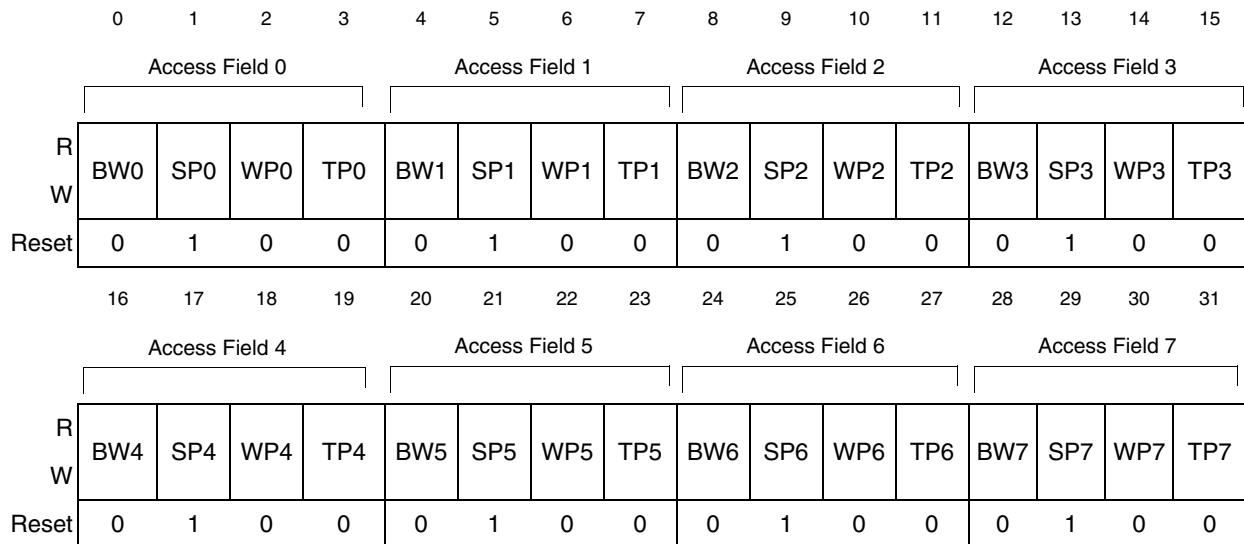 0 1 2 3 4 5 6 7 8 9 10 11 12 13 14 15
Access Field 0 Access Field 1 Access Field 2 Access Field 3
R
BW0 SP0 WP0 TP0 BW1 SP1 WP1 TP1 BW2 SP2 WP2 TP2 BW3 SP3 WP3 TP3
W
Reset 0 1 0 0 0 1 0 0 0 1 0 0 0 1 0 0
16 17 18 19 20 21 22 23 24 25 26 27 28 29 30 31
Access Field 4 Access Field 5 Access Field 6 Access Field 7
R
BW4 SP4 WP4 TP4 BW5 SP5 WP5 TP5 BW6 SP6 WP6 TP6 BW7 SP7 WP7 TP7
W
Reset 0 1 0 0 0 1 0 0 0 1 0 0 0 1 0 0